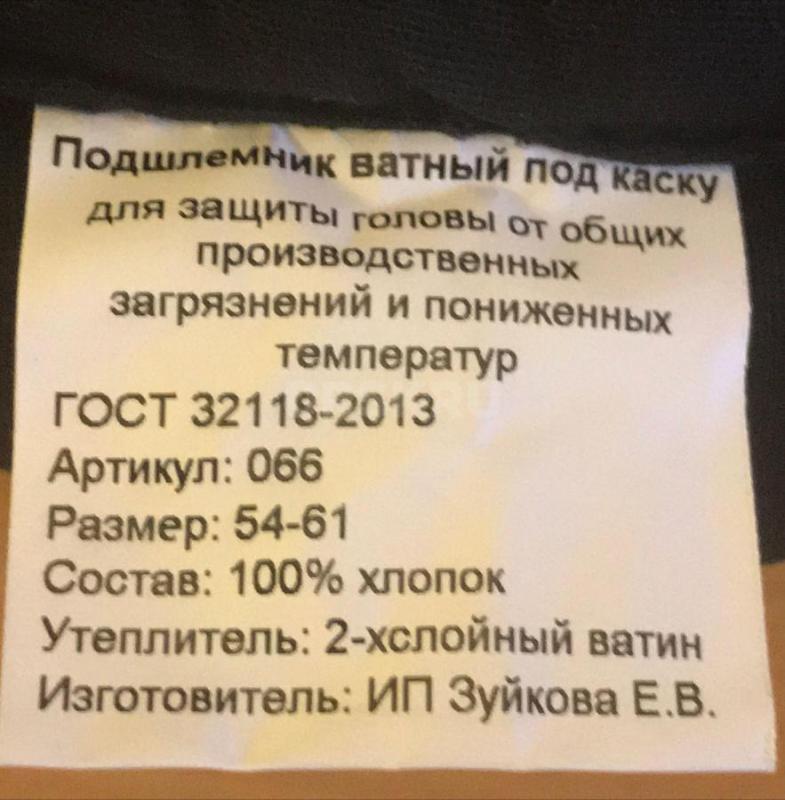 Подшлемник ватный под каску
для защиты головы от общих
производственных
загрязнений и пониженных
температур
ГОСТ 32118-2013
Артикул: 066
Размер: 54-61
Состав: 100% хлопок
Утеплитель: 2-хслойный ватин
Изготовитель: ИП Зуйкова Е.В.